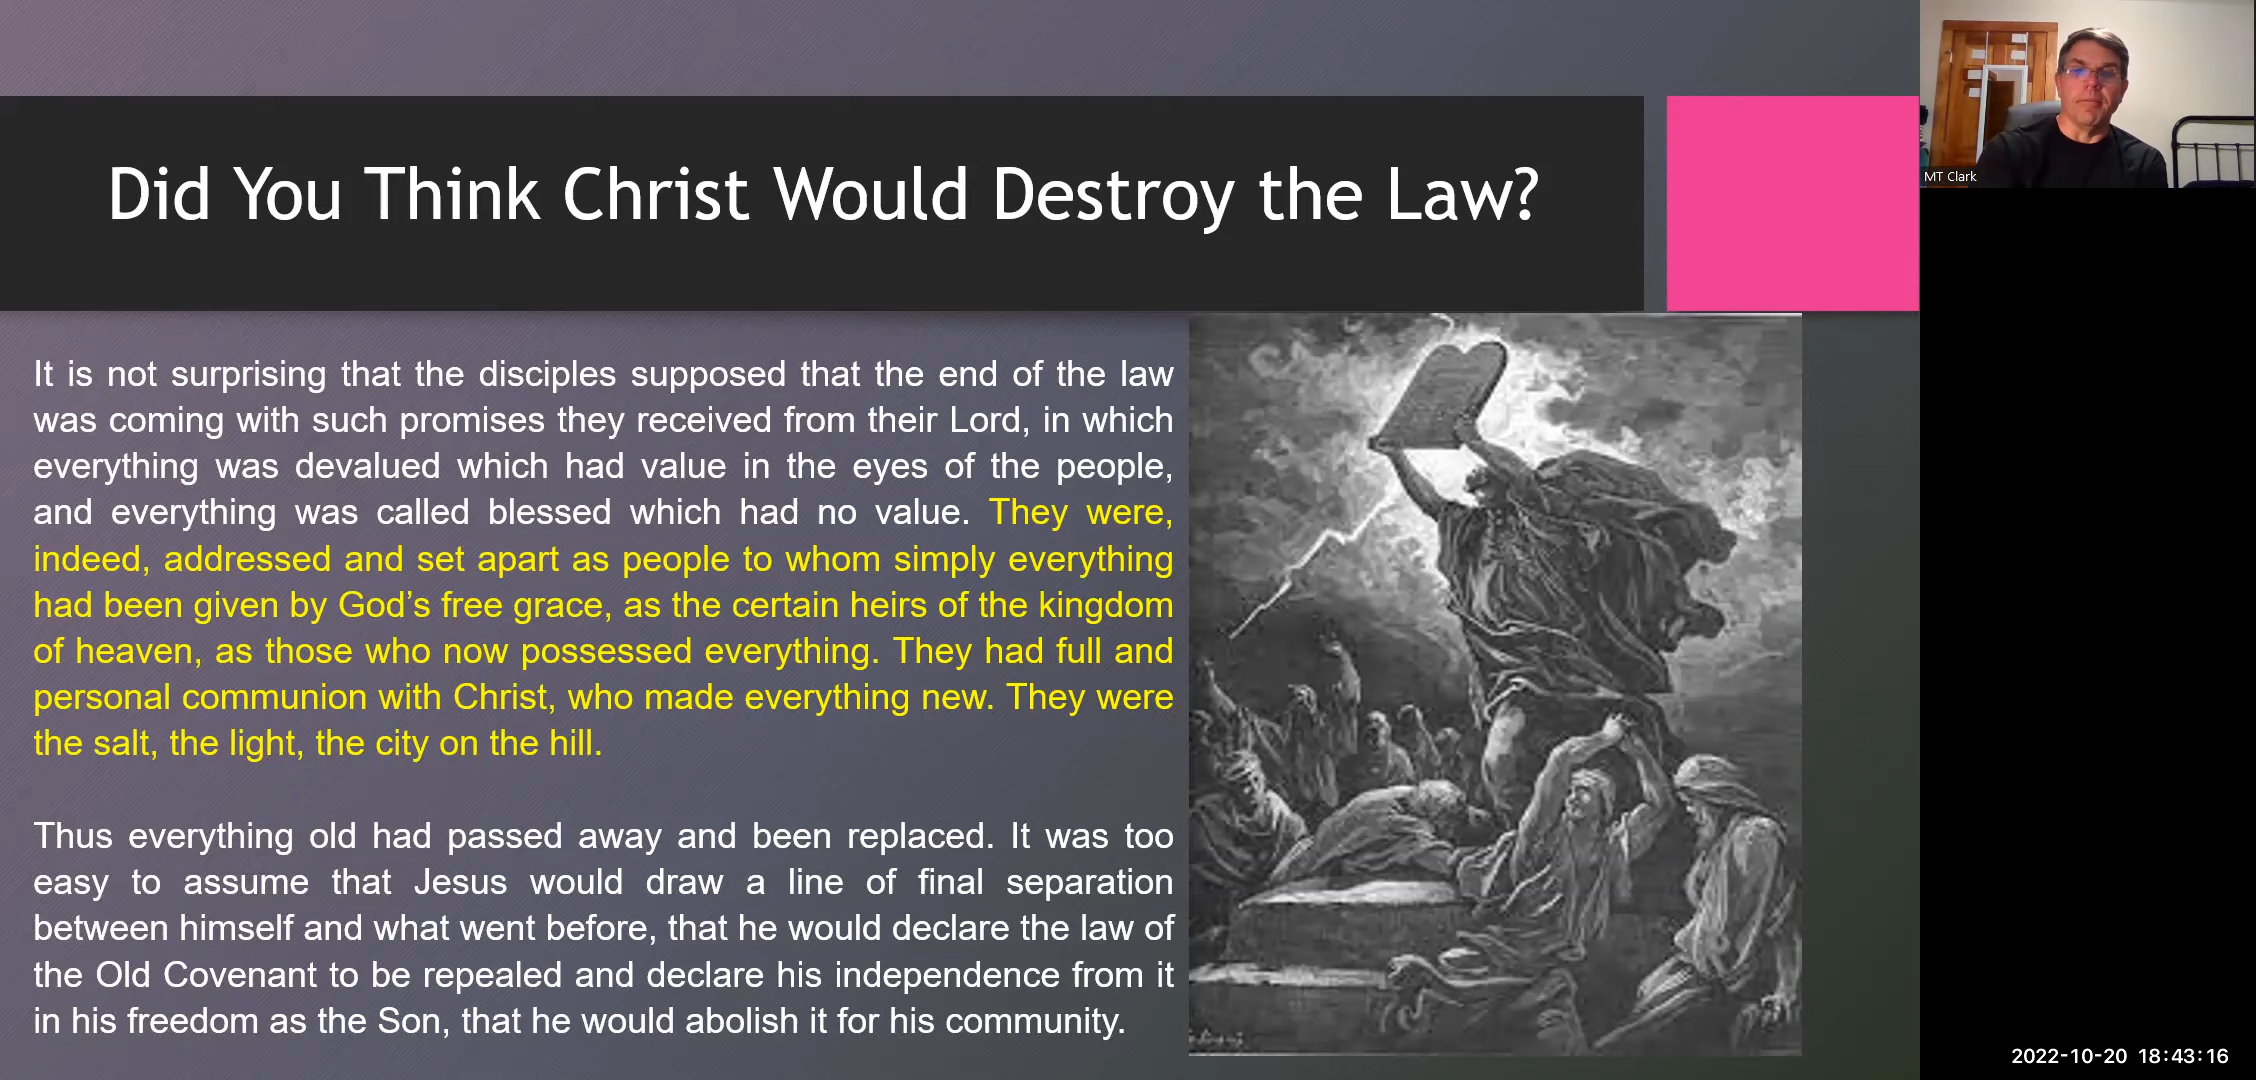 Did You Think Christ Would Destroy the Law?
MT Clark
It is not surprising that the disciples supposed that the end of the law
was coming with such promises they received from their Lord, in which
everything was devalued which had value in the eyes of the people,
and everything was called blessed which had no value. They were,
indeed, addressed and set apart as people to whom simply everything
had been given by God’s free grace, as the certain heirs of the kingdom
of heaven, as those who now possessed everything. They had full and
personal communion with Christ, who made everything new. They were
the salt, the light, the city on the hill.
Thus everything old had passed away and been replaced. It was too
easy to assume that Jesus would draw a line of final separation
between himself and what went before, that he would declare the law of
the Old Covenant to be repealed and declare his independence from it
in his freedom as the Son, that he would abolish it for his community.
2022-10-20 18:43:16